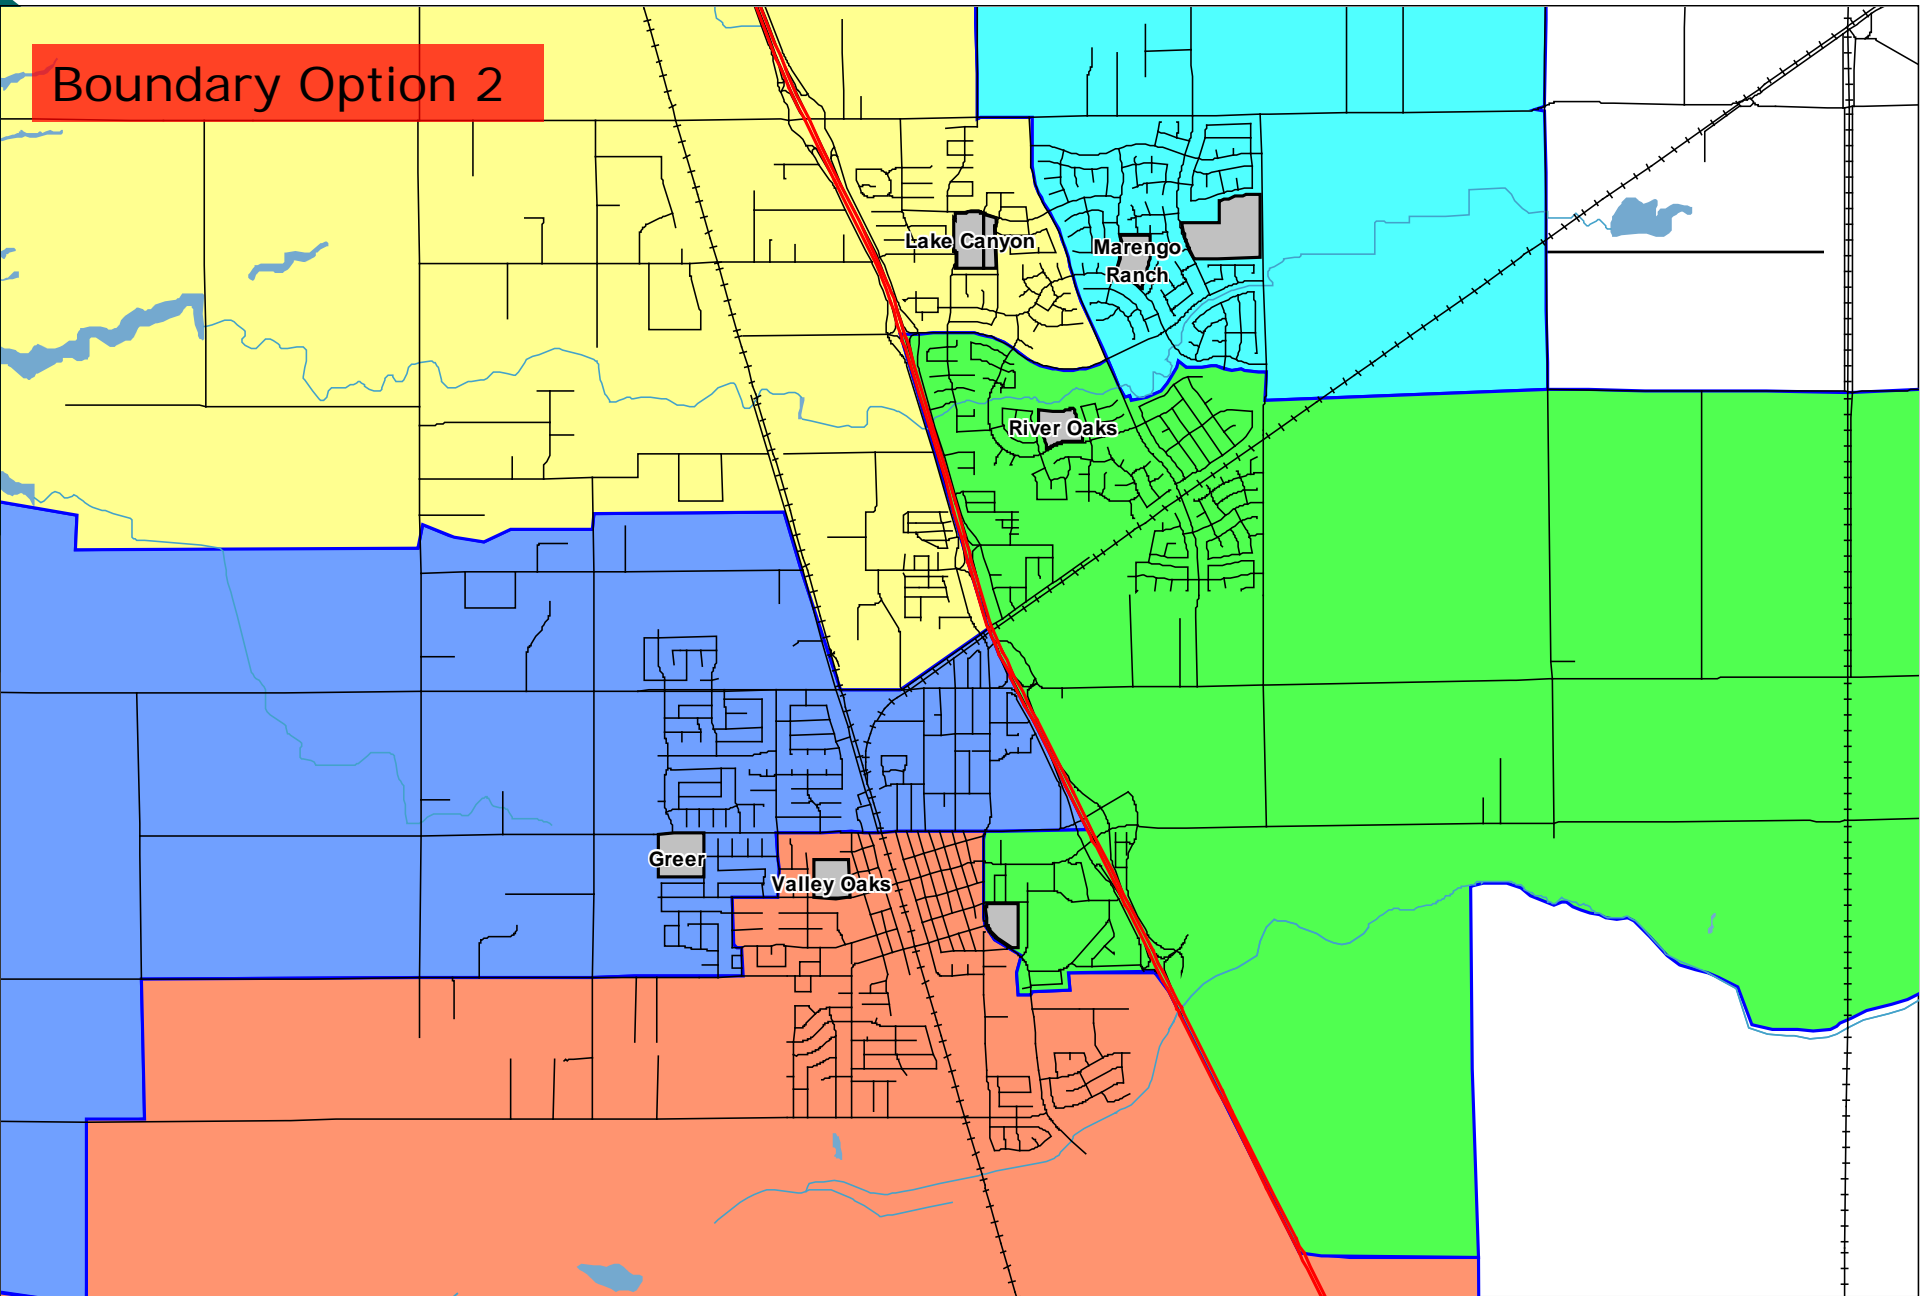 Boundary Option 2
Lake Canyon
Marengo
Ranch
River Oaks
Greer
Valley Oaks